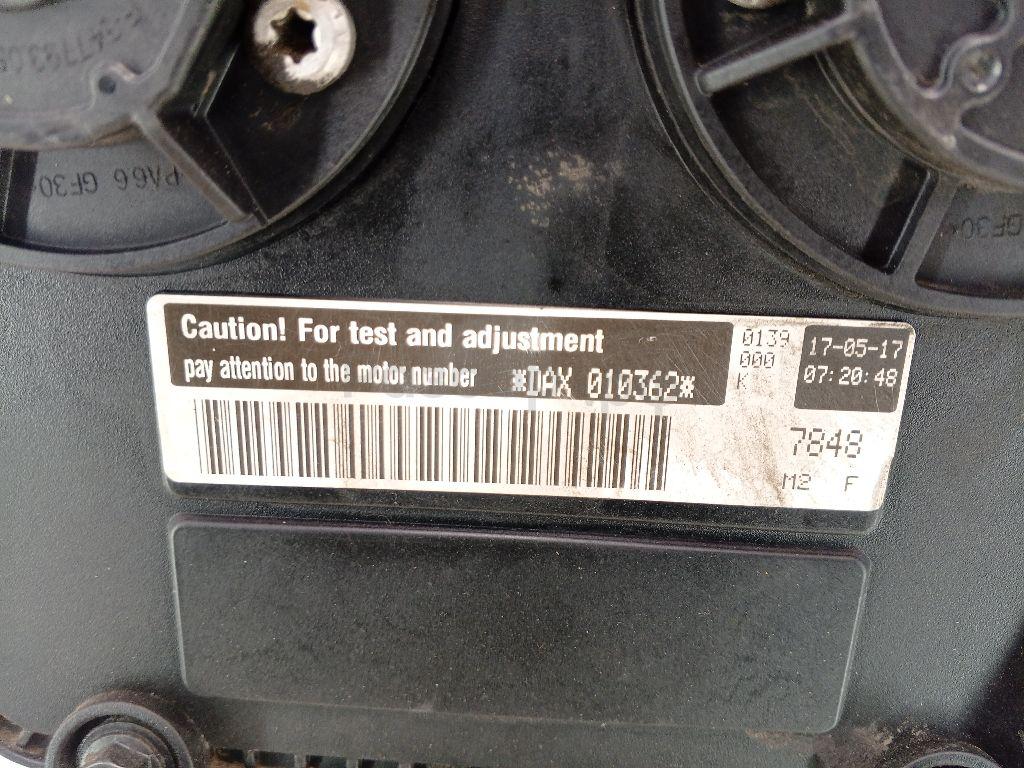 PA66 GF30
GF30
Caution! For test and adjustment
pay attention to the motor number *DAX 010362*
0139
000
K
17-05-17
07:20:48
7848
M2 F